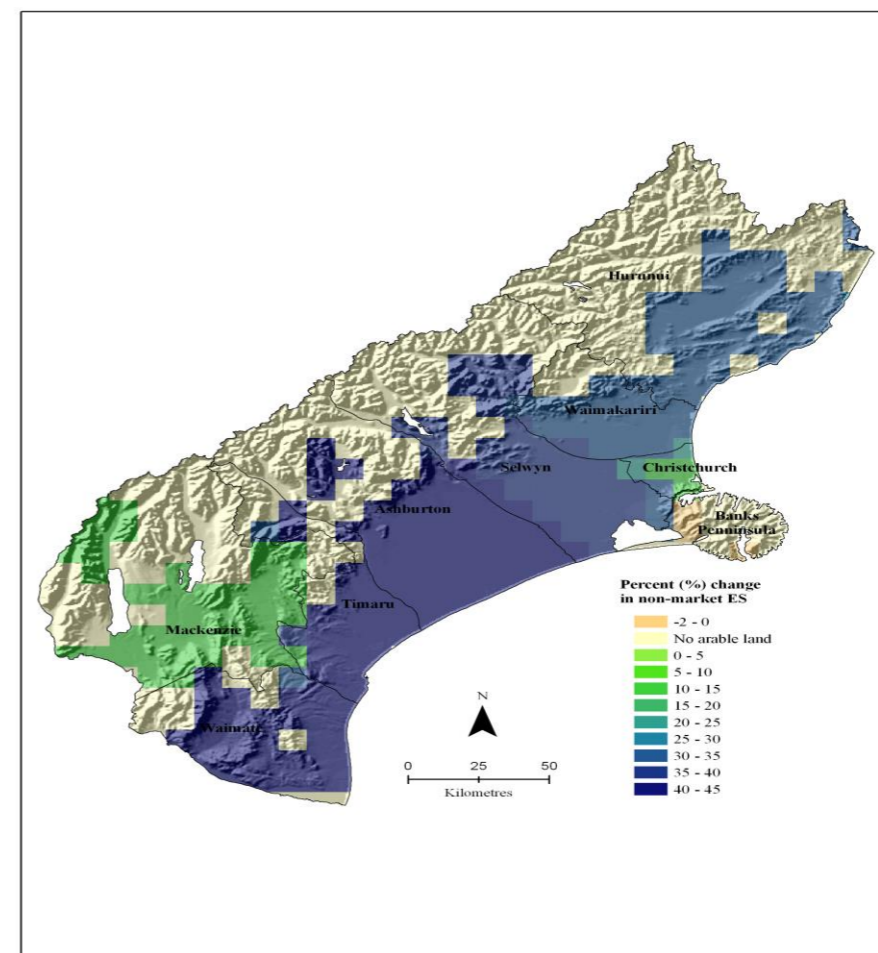 Hurunui
Waimakariri
Selwyn
Christchurch
Banks
Penninsula
Ashburton
Timaru
Mackenzie
Waimate
Percent (%) change
in non-market ES
-2 - 0
No arable land
0 - 5
5 - 10
10 - 15
15 - 20
20 - 25
25 - 30
30 - 35
35 - 40
40 - 45
N
0 25 50
Kilometres